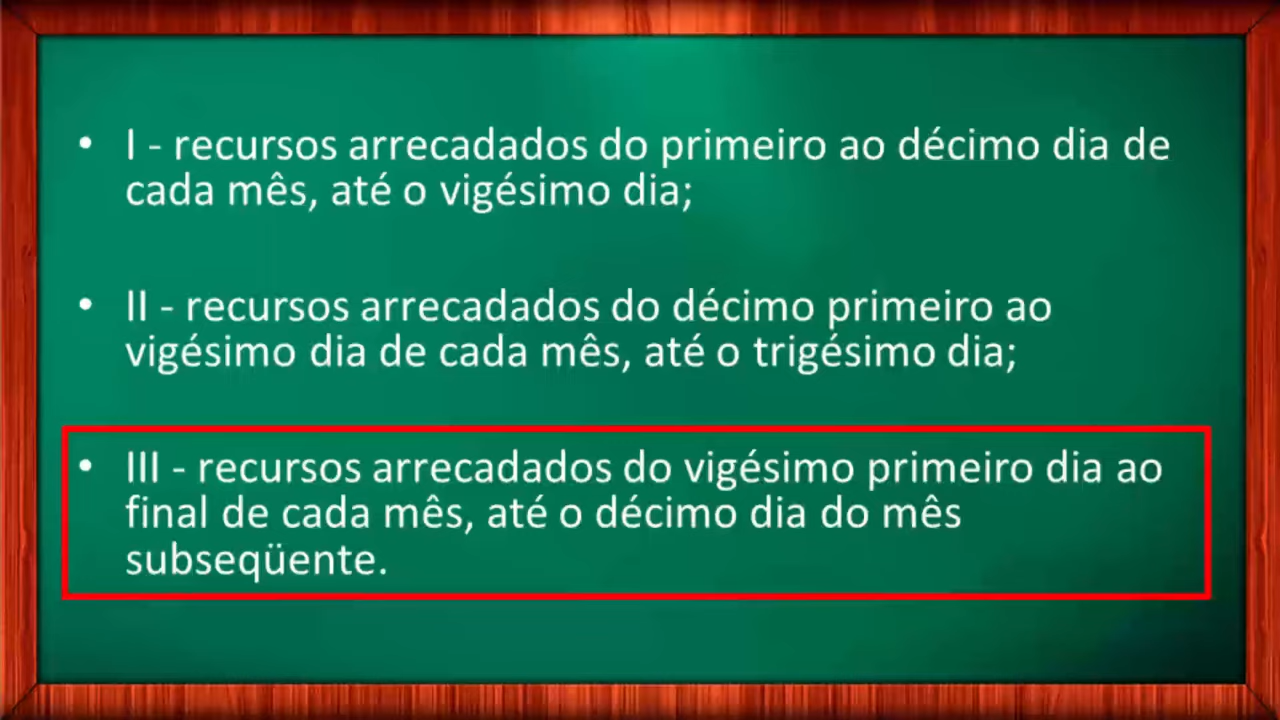 • I - recursos arrecadados do primeiro ao décimo dia de
cada mês, até o vigésimo dia;
• II - recursos arrecadados do décimo primeiro ao
vigésimo dia de cada mês, até o trigésimo dia;
• III - recursos arrecadados do vigésimo primeiro dia ao
final de cada mês, até o décimo dia do mês
subseqüente.